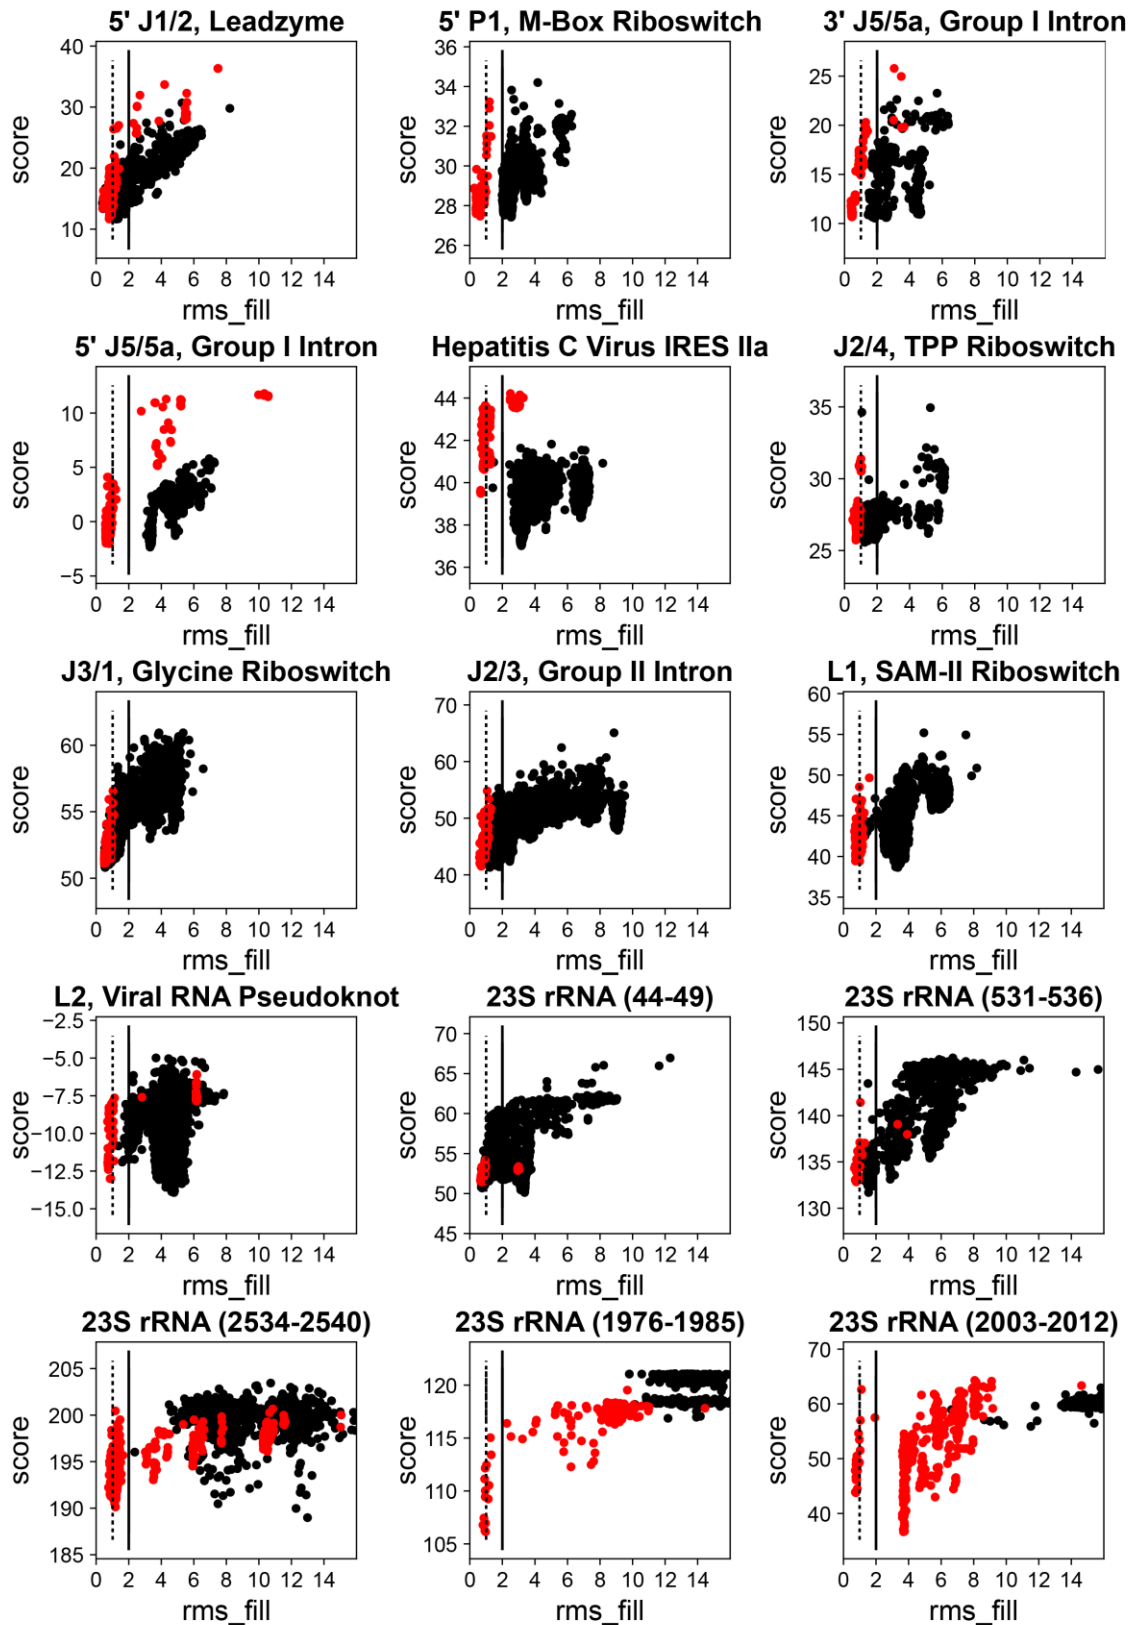 5' J1/2, Leadzyme
40
30
20
10
score
0 2 4 6 8 10 12 14
rms_fill
5' P1, M-Box Riboswitch
36
34
32
30
28
26
score
0 2 4 6 8 10 12 14
rms_fill
3' J5/5a, Group I Intron
25
20
15
10
score
0 2 4 6 8 10 12 14
rms_fill
5' J5/5a, Group I Intron
10
5
0
−5
score
0 2 4 6 8 10 12 14
rms_fill
Hepatitis C Virus IRES IIa
44
42
40
38
36
score
0 2 4 6 8 10 12 14
rms_fill
J2/4, TPP Riboswitch
35
30
25
score
0 2 4 6 8 10 12 14
rms_fill
J3/1, Glycine Riboswitch
60
55
50
score
0 2 4 6 8 10 12 14
rms_fill
J2/3, Group II Intron
70
60
50
40
score
0 2 4 6 8 10 12 14
rms_fill
L1, SAM-II Riboswitch
60
55
50
45
40
35
score
0 2 4 6 8 10 12 14
rms_fill
L2, Viral RNA Pseudoknot
−2.5
−5.0
−7.5
−10.0
−12.5
−15.0
score
0 2 4 6 8 10 12 14
rms_fill
23S rRNA (44-49)
70
65
60
55
50
45
score
0 2 4 6 8 10 12 14
rms_fill
23S rRNA (531-536)
150
145
140
135
130
score
0 2 4 6 8 10 12 14
rms_fill
23S rRNA (2534-2540)
205
200
195
190
185
score
0 2 4 6 8 10 12 14
rms_fill
23S rRNA (1976-1985)
120
115
110
105
score
0 2 4 6 8 10 12 14
rms_fill
23S rRNA (2003-2012)
70
60
50
40
score
0 2 4 6 8 10 12 14
rms_fill